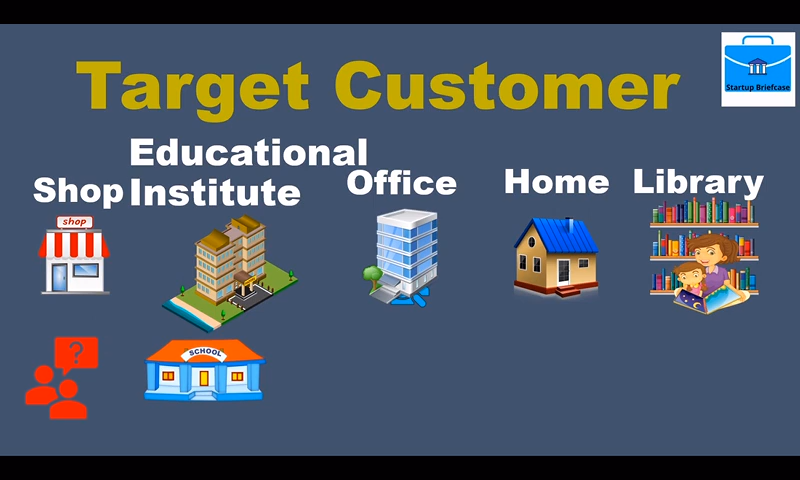 Target Customer
Startup Briefcase
Educational
Institute
Shop
Office
Home
Library
shop
?
SCHOOL